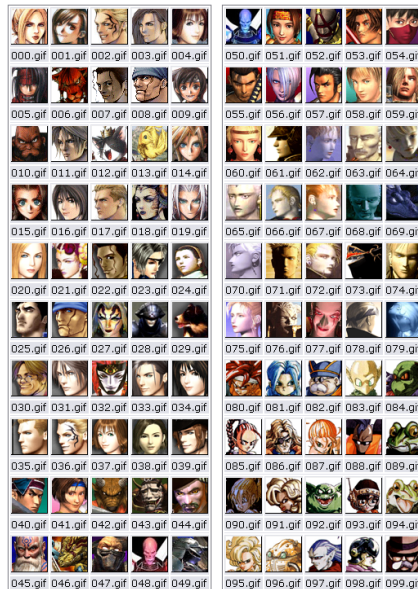 000.gif 001.gif 002.gif 003.gif 004.gif
005.gif 006.gif 007.gif 008.gif 009.gif
010.gif 011.gif 012.gif 013.gif 014.gif
015.gif 016.gif 017.gif 018.gif 019.gif
020.gif 021.gif 022.gif 023.gif 024.gif
025.gif 026.gif 027.gif 028.gif 029.gif
030.gif 031.gif 032.gif 033.gif 034.gif
035.gif 036.gif 037.gif 038.gif 039.gif
040.gif 041.gif 042.gif 043.gif 044.gif
045.gif 046.gif 047.gif 048.gif 049.gif
050.gif 051.gif 052.gif 053.gif 054.gif
055.gif 056.gif 057.gif 058.gif 059.gif
060.gif 061.gif 062.gif 063.gif 064.gif
065.gif 066.gif 067.gif 068.gif 069.gif
070.gif 071.gif 072.gif 073.gif 074.gif
075.gif 076.gif 077.gif 078.gif 079.gif
080.gif 081.gif 082.gif 083.gif 084.gif
085.gif 086.gif 087.gif 088.gif 089.gif
090.gif 091.gif 092.gif 093.gif 094.gif
095.gif 096.gif 097.gif 098.gif 099.gif